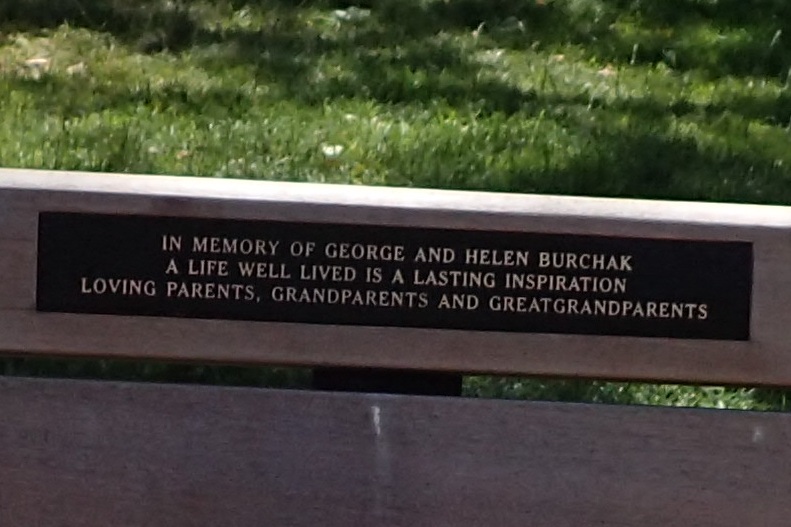 IN MEMORY OF GEORGE AND HELEN BURCHAK
A LIFE WELL LIVED IS A LASTING INSPIRATION
LOVING PARENTS, GRANDPARENTS AND GREATGRANDPARENTS